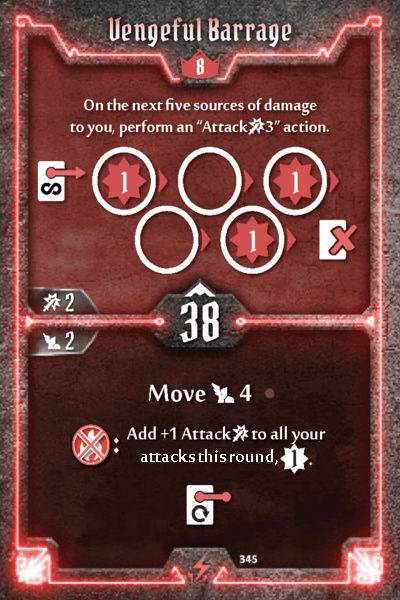 Vengeful Barrage
8
On the next five sources of damage
to you, perform an “Attack 3” action.
1 1
1
2
38
2
Move 4
: Add +1 Attack to all your
attacks this round, 1.
345